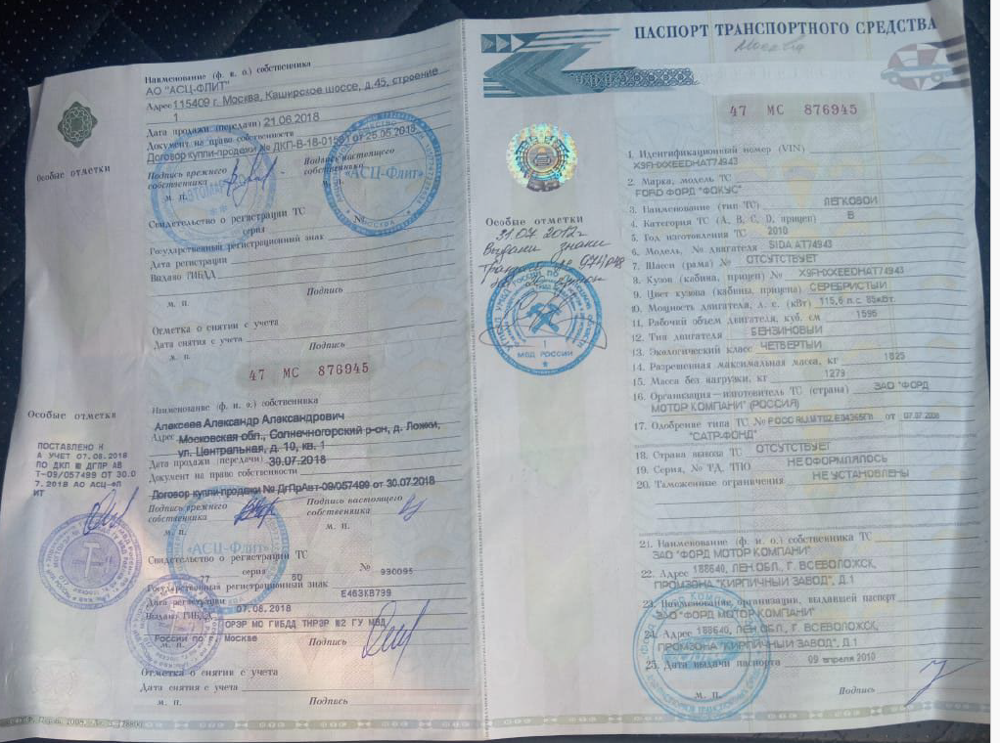 Наименование (ф. и. о.) собственника
АО "АСЦ-ФЛИТ"
Адрес 115409 г. Москва, Каширское шоссе, д. 45, строение
1
Дата продажи (передачи) 21.06.2018
Документ на право собственности
Договор купли-продажи № ДКП-В-18-01
Особые отметки
Подпись прежнего собственника
м. п.
Подпись настоящего собственника
м. п.
«АСЦ-Флит»
Свидетельство о регистрации ТС
серия
№
Государственный регистрационный знак
Дата регистрации
Выдано ГИБДД
Подпись
м. п.
Отметка о снятии с учета
Дата снятия с учета
Подпись
м. п.
47 МС 876945
Особые отметки
ПОСТАВЛЕНО Н
А УЧЕТ 07.08.2018
ПО ДКП № ДГПР АВ
Т-09/057499 ОТ 30.0
7.2018 АО АСЦ-ФЛ
ИТ
Наименование (ф. и. о.) собственника
Алексеев Александр Александрович
Адрес Московская обл., Солнечногорский р-он, д. Ложки,
ул. Центральная, д. 10, кв. 1
Дата продажи (передачи) 30.07.2018
Документ на право собственности
Договор купли-продажи № ДгПрАвт-09/057499 от 30.07.2018
Подпись прежнего собственника
м. п.
Подпись настоящего собственника
м. п.
«АСЦ-Флит»
Свидетельство о регистрации ТС
77 серия 60 № 990095
Государственный регистрационный знак
Е463КВ799
Дата регистрации 07.08.2018
Выдано ГИБДД ОРЭР МО ГИБДД ТНРЭР №2 ГУ МВД
России по г. Москве
м. п.
Подпись
Отметка о снятии с учета
Дата снятия с учета
м. п.
Подпись
ПАСПОРТ ТРАНСПОРТНОГО СРЕДСТВА
Москва
47 МС 876945
Особые отметки
31.07.2012г
Выданы знаки
Транзит
МВД РОССИИ
1. Идентификационный номер (VIN)
X9FHXXEEDHAT74943
2. Марка, модель ТС
FORD ФОРД "ФОКУС"
3. Наименование (тип ТС) ЛЕГКОВОЙ
4. Категория ТС (A, B, C, D, прицеп) B
5. Год изготовления ТС 2010
6. Модель, № двигателя SIDA AT74943
7. Шасси (рама) № ОТСУТСТВУЕТ
8. Кузов (кабина, прицеп) № X9FHXXEEDHAT74943
9. Цвет кузова (кабины, прицепа) СЕРЕБРИСТЫЙ
10. Мощность двигателя, л. с. (кВт) 115,6 л.с. 85кВт.
11. Рабочий объем двигателя, куб. см 1596
12. Тип двигателя БЕНЗИНОВЫЙ
13. Экологический класс ЧЕТВЕРТЫЙ
14. Разрешенная максимальная масса, кг 1825
15. Масса без нагрузки, кг 1279
16. Организация-изготовитель ТС (страна) ЗАО "ФОРД
МОТОР КОМПАНИ" (РОССИЯ)
17. Одобрение типа ТС № от 07.07.2008
"САТР-ФОНД"
18. Страна вывоза ТС ОТСУТСТВУЕТ
19. Серия, № ТД, ТПО НЕ ОФОРМЛЯЛОСЬ
20. Таможенные ограничения НЕ УСТАНОВЛЕНЫ
21. Наименование (ф. и. о.) собственника ТС
ЗАО "ФОРД МОТОР КОМПАНИ"
22. Адрес 188640, ЛЕН.ОБЛ., Г. ВСЕВОЛОЖСК,
ПРОМЗОНА "КИРПИЧНЫЙ ЗАВОД", Д.1
23. Наименование организации, выдавшей паспорт
ЗАО "ФОРД МОТОР КОМПАНИ"
24. Адрес 188640, ЛЕН.ОБЛ., Г. ВСЕВОЛОЖСК,
ПРОМЗОНА "КИРПИЧНЫЙ ЗАВОД", Д.1
25. Дата выдачи паспорта 09 апреля 2010
м. п.
Подпись